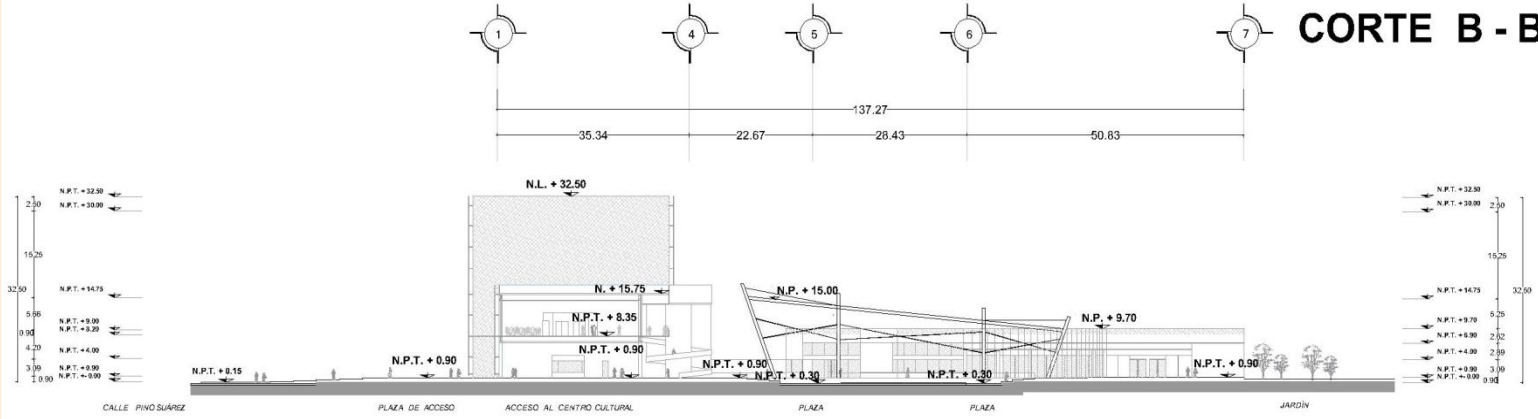 CORTE B - B
1 4 5 6 7
137.27
35.34 22.67 28.43 50.83
N.L. + 32.50
N.P.T. + 32.50
N.P.T. + 30.00
2.50
15.25
N.P.T. + 14.75
32.50
5.66
N.P.T. + 9.00
N.P.T. + 8.20
0.90
4.20
N.P.T. + 4.00
3.09
N.P.T. + 0.90
N.P.T. +-0.00
0.90
N. + 15.75
N.P.T. + 8.35
N.P.T. + 0.90
N.P.T. + 0.15
N.P.T. + 0.90
N.P. + 15.00
N.P. + 9.70
N.P.T. + 0.90
N.P.T. + 0.30
N.P.T. + 0.30
N.P.T. + 0.90
N.P.T. + 32.50
N.P.T. + 30.00
2.50
15.25
N.P.T. + 14.75
32.50
5.25
N.P.T. + 9.70
N.P.T. + 6.90
N.P.T. + 4.00
N.P.T. + 0.90
3.09
N.P.T. +-0.00
0.90
CALLE PINO SUÁREZ
PLAZA DE ACCESO
ACCESO AL CENTRO CULTURAL
PLAZA
PLAZA
JARDÍN